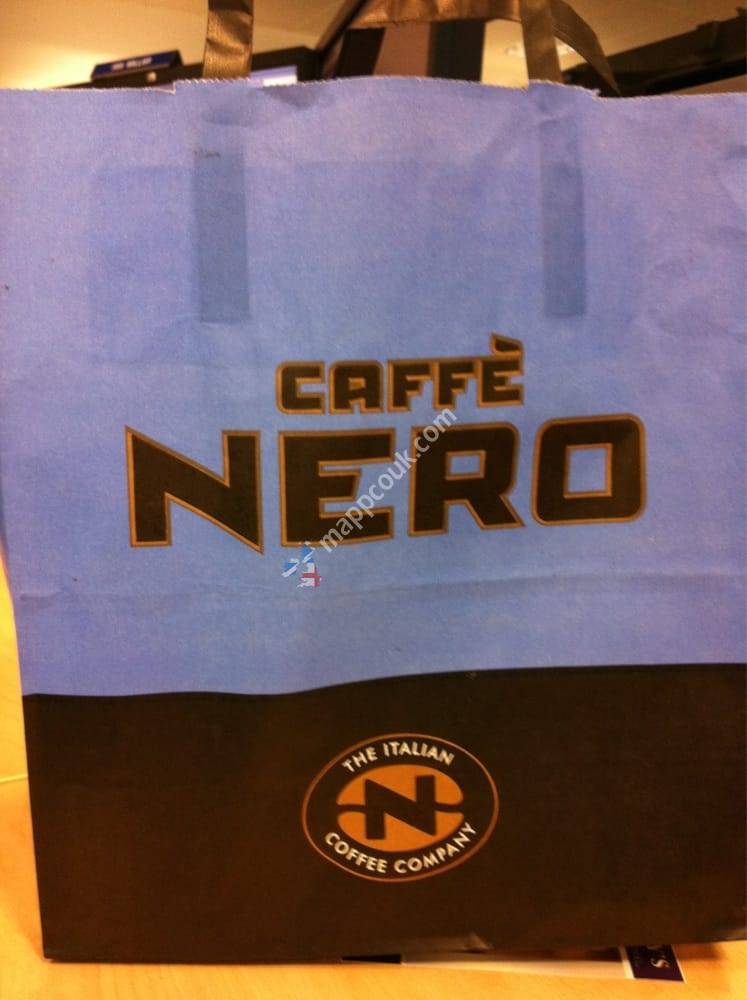 CAFFÈ
NERO
mappcouk.com
THE ITALIAN
N
COFFEE COMPANY